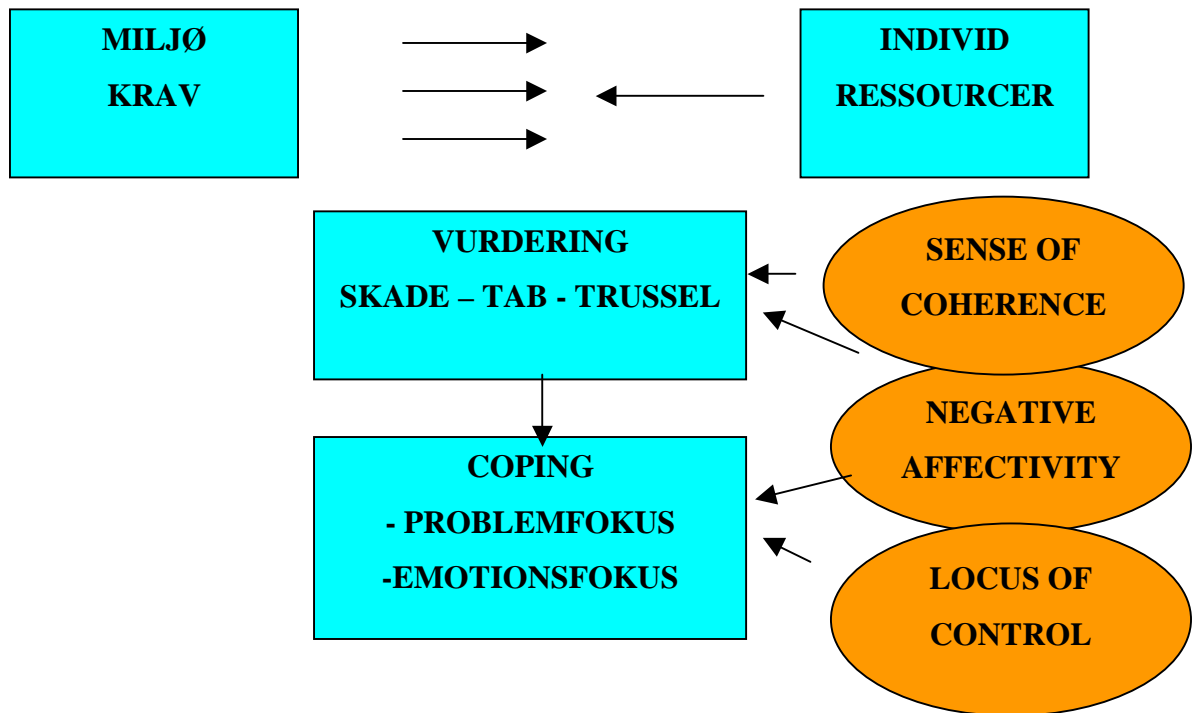 MILJØ
KRAV
INDIVID
RESSOURCER
VURDERING
SKADE – TAB - TRUSSEL
SENSE OF
COHERENCE
NEGATIVE
AFFECTIVITY
COPING
- PROBLEMFOKUS
-EMOTIONSFOKUS
LOCUS OF
CONTROL